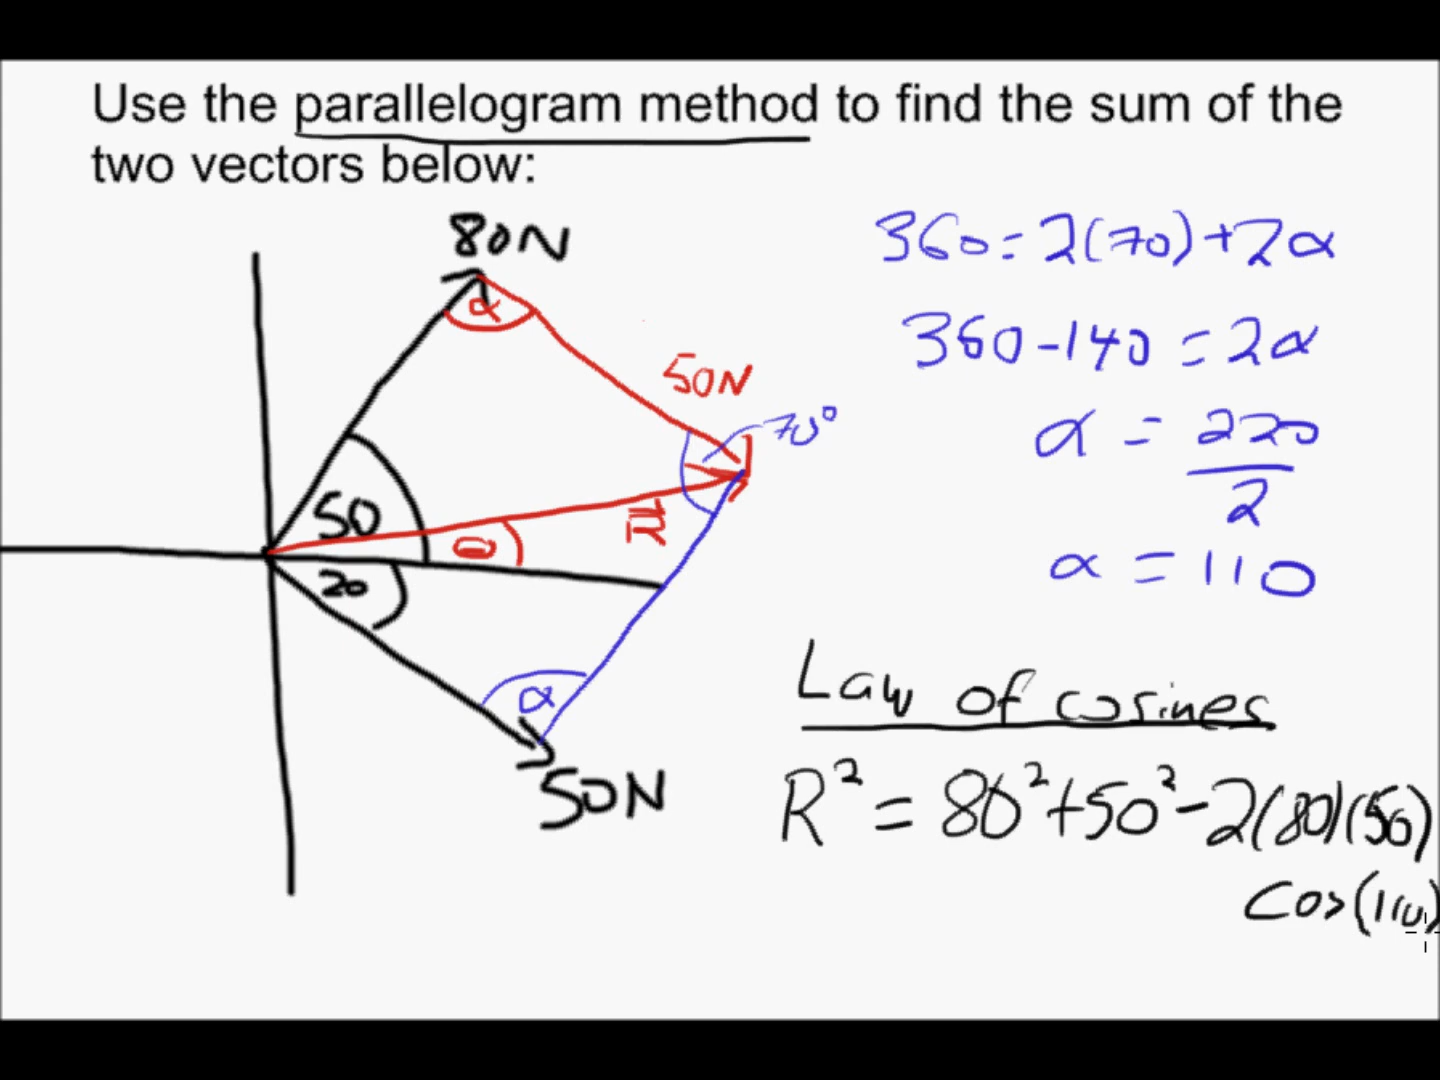 Use the parallelogram method to find the sum of the
two vectors below:
80N
360=2(70)+2α
α
360-140=2α
50N
70°
α = 220/2
50
R
θ
α = 110
20
α
50N
Law of cosines
R²=80²+50²-2(80)(50)
cos(110)